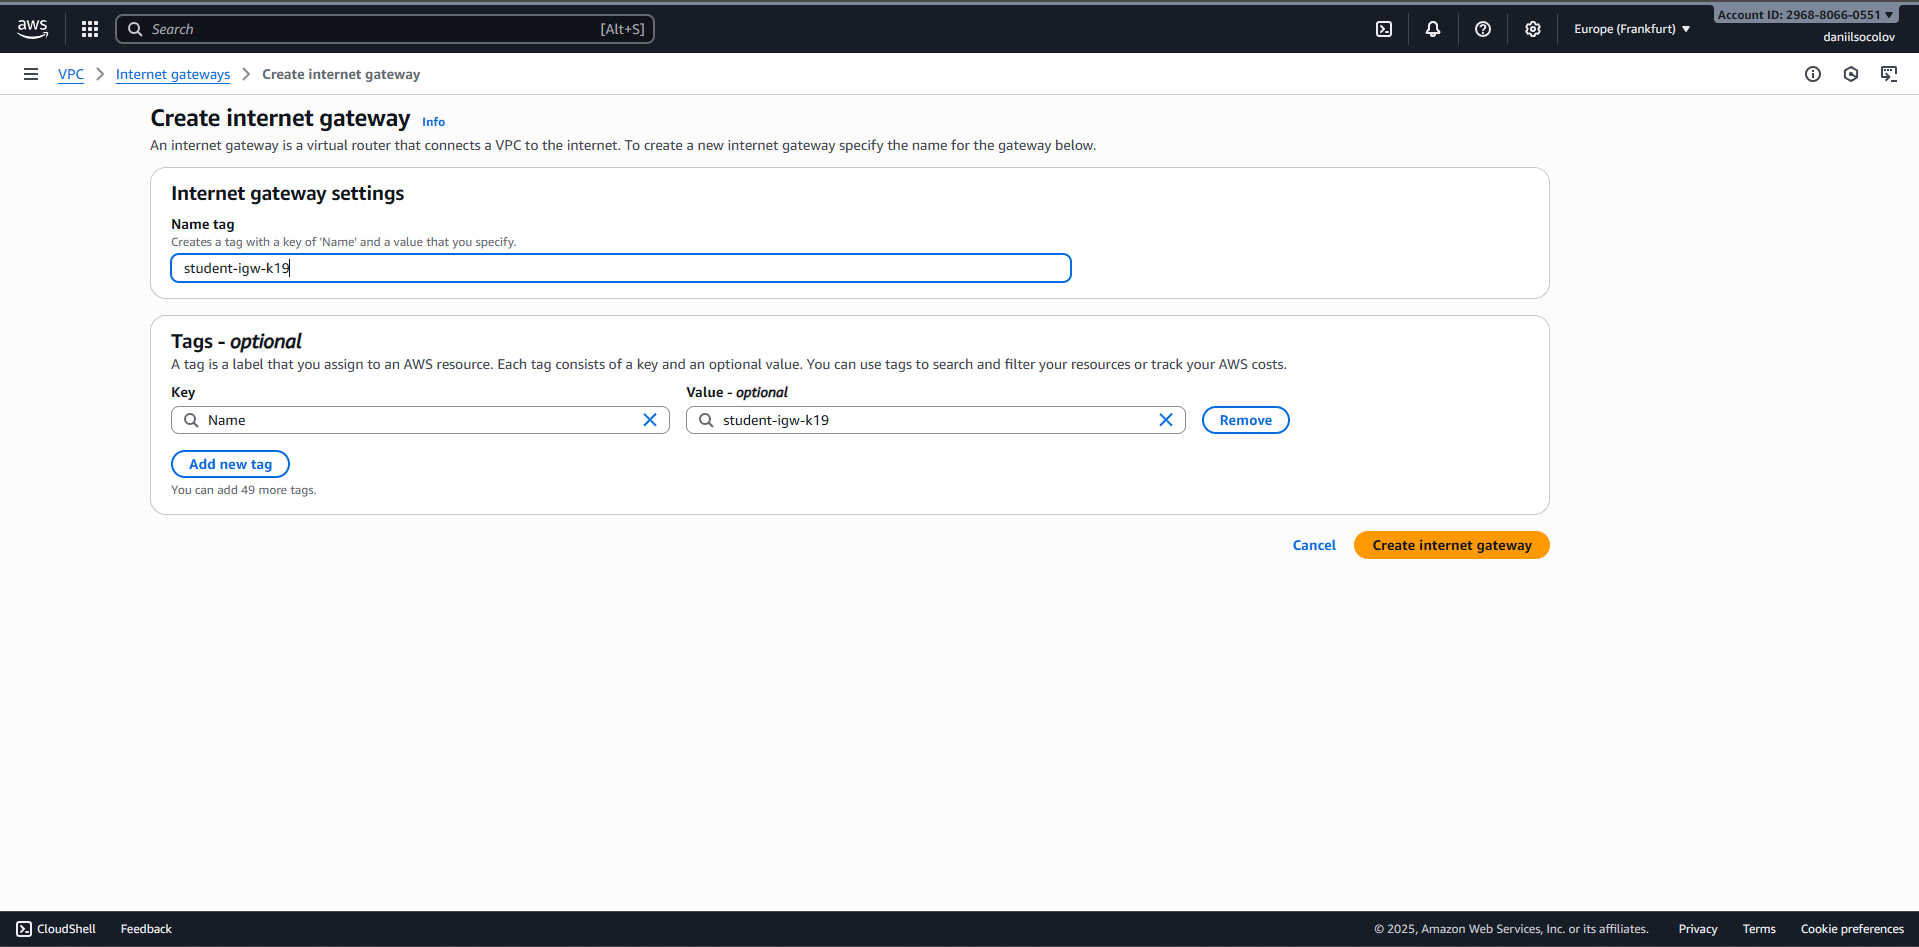 aws
Search [Alt+S]
Europe (Frankfurt) ▼
Account ID: 2968-8066-0551 ▼
daniilsocolov
VPC > Internet gateways > Create internet gateway
Create internet gateway Info
An internet gateway is a virtual router that connects a VPC to the internet. To create a new internet gateway specify the name for the gateway below.
Internet gateway settings
Name tag
Creates a tag with a key of 'Name' and a value that you specify.
student-igw-k19
Tags - optional
A tag is a label that you assign to an AWS resource. Each tag consists of a key and an optional value. You can use tags to search and filter your resources or track your AWS costs.
Key Value - optional
Name student-igw-k19 Remove
Add new tag
You can add 49 more tags.
Cancel Create internet gateway
CloudShell Feedback © 2025, Amazon Web Services, Inc. or its affiliates. Privacy Terms Cookie preferences